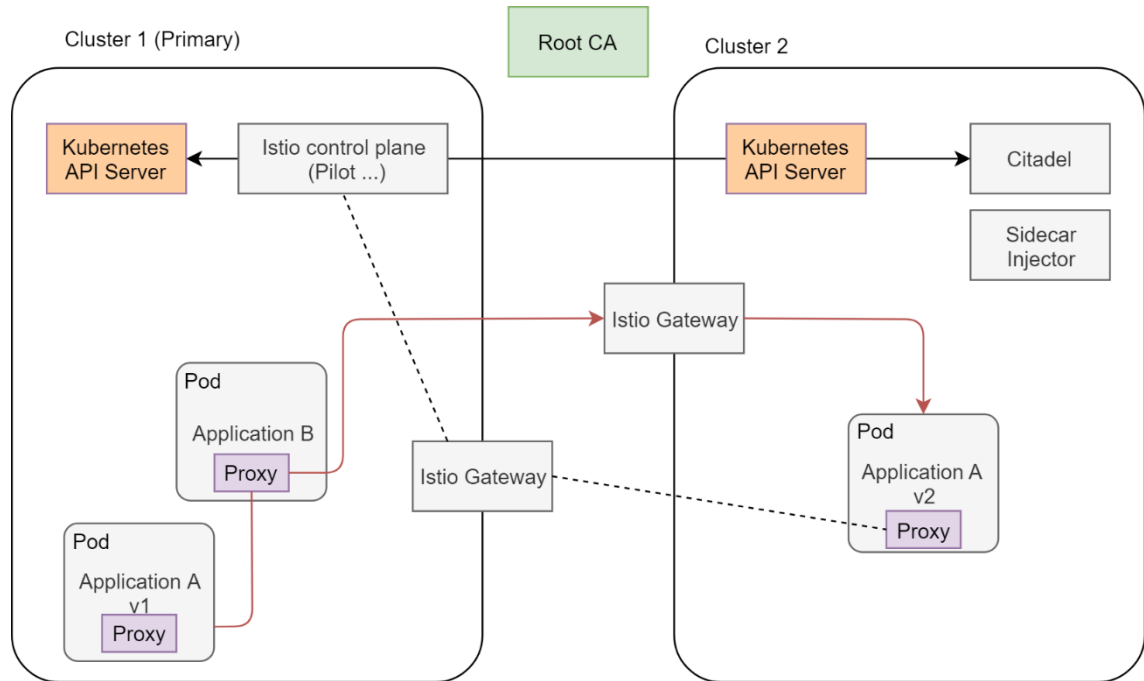 Cluster 1 (Primary)
Root CA
Cluster 2
Kubernetes
API Server
Istio control plane
(Pilot ...)
Kubernetes
API Server
Citadel
Sidecar
Injector
Istio Gateway
Pod
Application B
Proxy
Istio Gateway
Pod
Application A
v2
Proxy
Pod
Application A
v1
Proxy